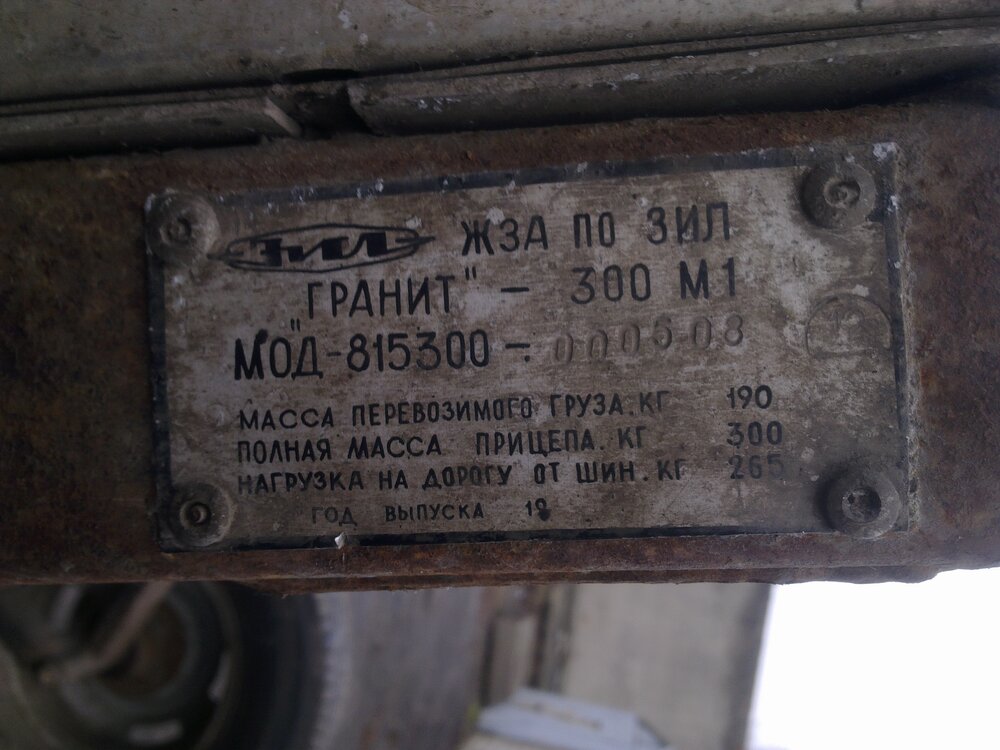 ЗИЛ ЖЗА ПО ЗИЛ
"ГРАНИТ" - 300 М1
МОД-815300-000508
МАССА ПЕРЕВОЗИМОГО ГРУЗА.КГ 190
ПОЛНАЯ МАССА ПРИЦЕПА.КГ 300
НАГРУЗКА НА ДОРОГУ ОТ ШИН.КГ 265
ГОД ВЫПУСКА 19